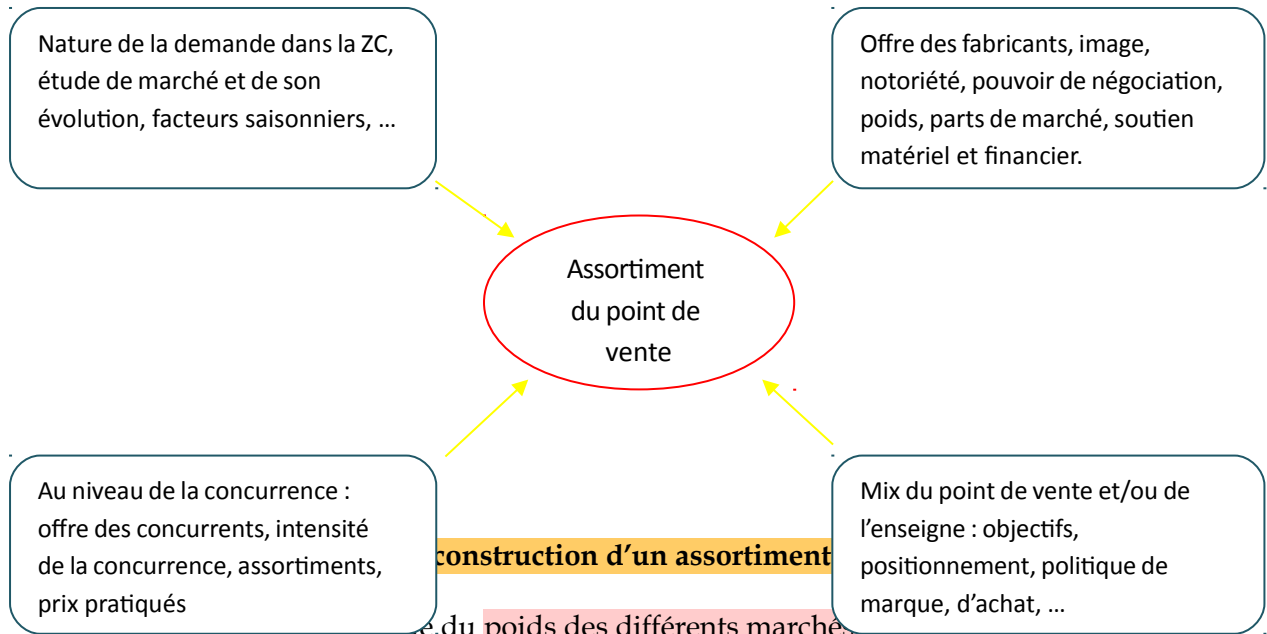 Nature de la demande dans la ZC,
étude de marché et de son
évolution, facteurs saisonniers, …
Offre des fabricants, image,
notoriété, pouvoir de négociation,
poids, parts de marché, soutien
matériel et financier.
Assortiment
du point de
vente
Au niveau de la concurrence :
offre des concurrents, intensité
de la concurrence, assortiments,
prix pratiqués
Mix du point de vente et/ou de
l’enseigne : objectifs,
positionnement, politique de
marque, d’achat, …
construction d’un assortiment
du poids des différents marchés